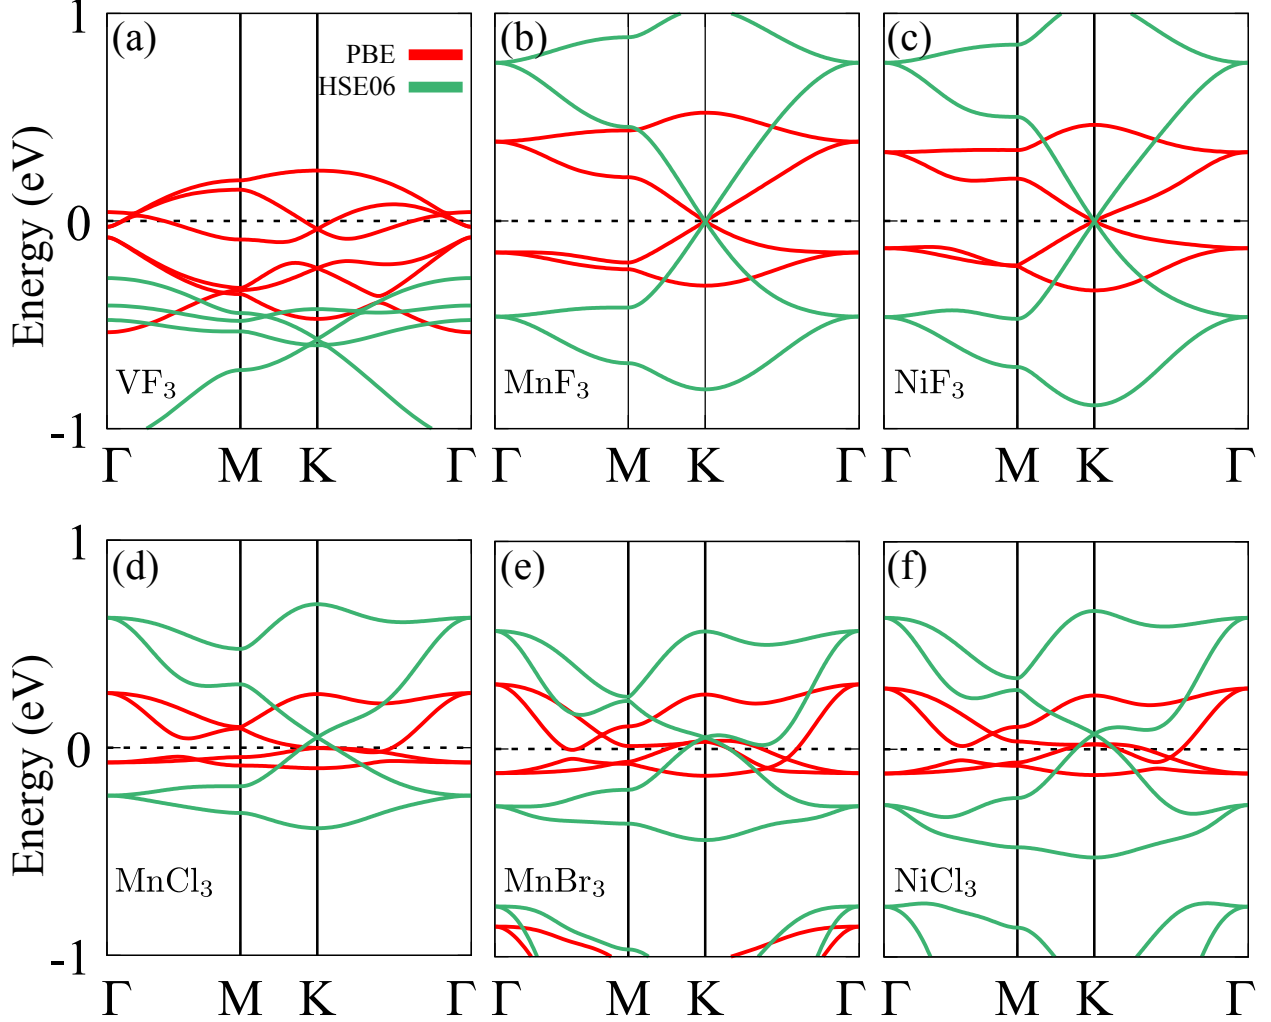 1 (a) PBE HSE06 (b) (c)
Energy (eV)
0
VF₃ MnF₃ NiF₃
-1
Γ M K Γ Γ M K Γ Γ M K Γ
1 (d) (e) (f)
Energy (eV)
0
MnCl₃ MnBr₃ NiCl₃
-1
Γ M K Γ Γ M K Γ Γ M K Γ